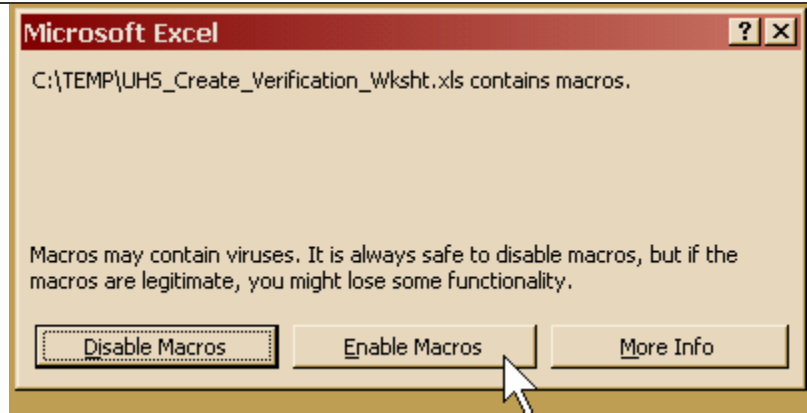 Microsoft Excel
C:\TEMP\UHS_Create_Verification_Wksht.xls contains macros.
Macros may contain viruses. It is always safe to disable macros, but if the
macros are legitimate, you might lose some functionality.
Disable Macros Enable Macros More Info